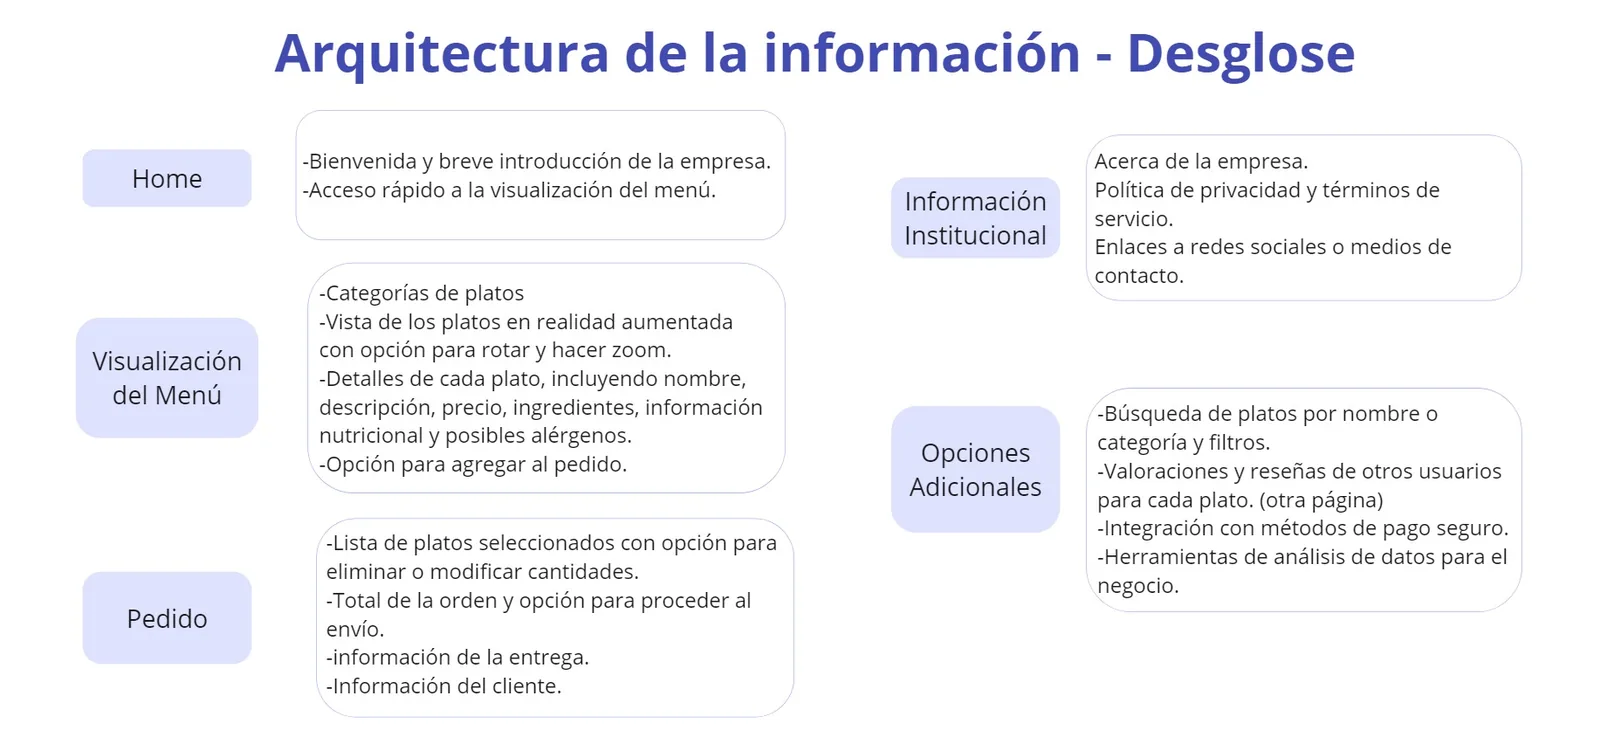 Arquitectura de la información - Desglose
Home
-Bienvenida y breve introducción de la empresa.
-Acceso rápido a la visualización del menú.
Visualización
del Menú
-Categorías de platos
-Vista de los platos en realidad aumentada
con opción para rotar y hacer zoom.
-Detalles de cada plato, incluyendo nombre,
descripción, precio, ingredientes, información
nutricional y posibles alérgenos.
-Opción para agregar al pedido.
Pedido
-Lista de platos seleccionados con opción para
eliminar o modificar cantidades.
-Total de la orden y opción para proceder al
envío.
-información de la entrega.
-Información del cliente.
Información
Institucional
Acerca de la empresa.
Política de privacidad y términos de
servicio.
Enlaces a redes sociales o medios de
contacto.
Opciones
Adicionales
-Búsqueda de platos por nombre o
categoría y filtros.
-Valoraciones y reseñas de otros usuarios
para cada plato. (otra página)
-Integración con métodos de pago seguro.
-Herramientas de análisis de datos para el
negocio.